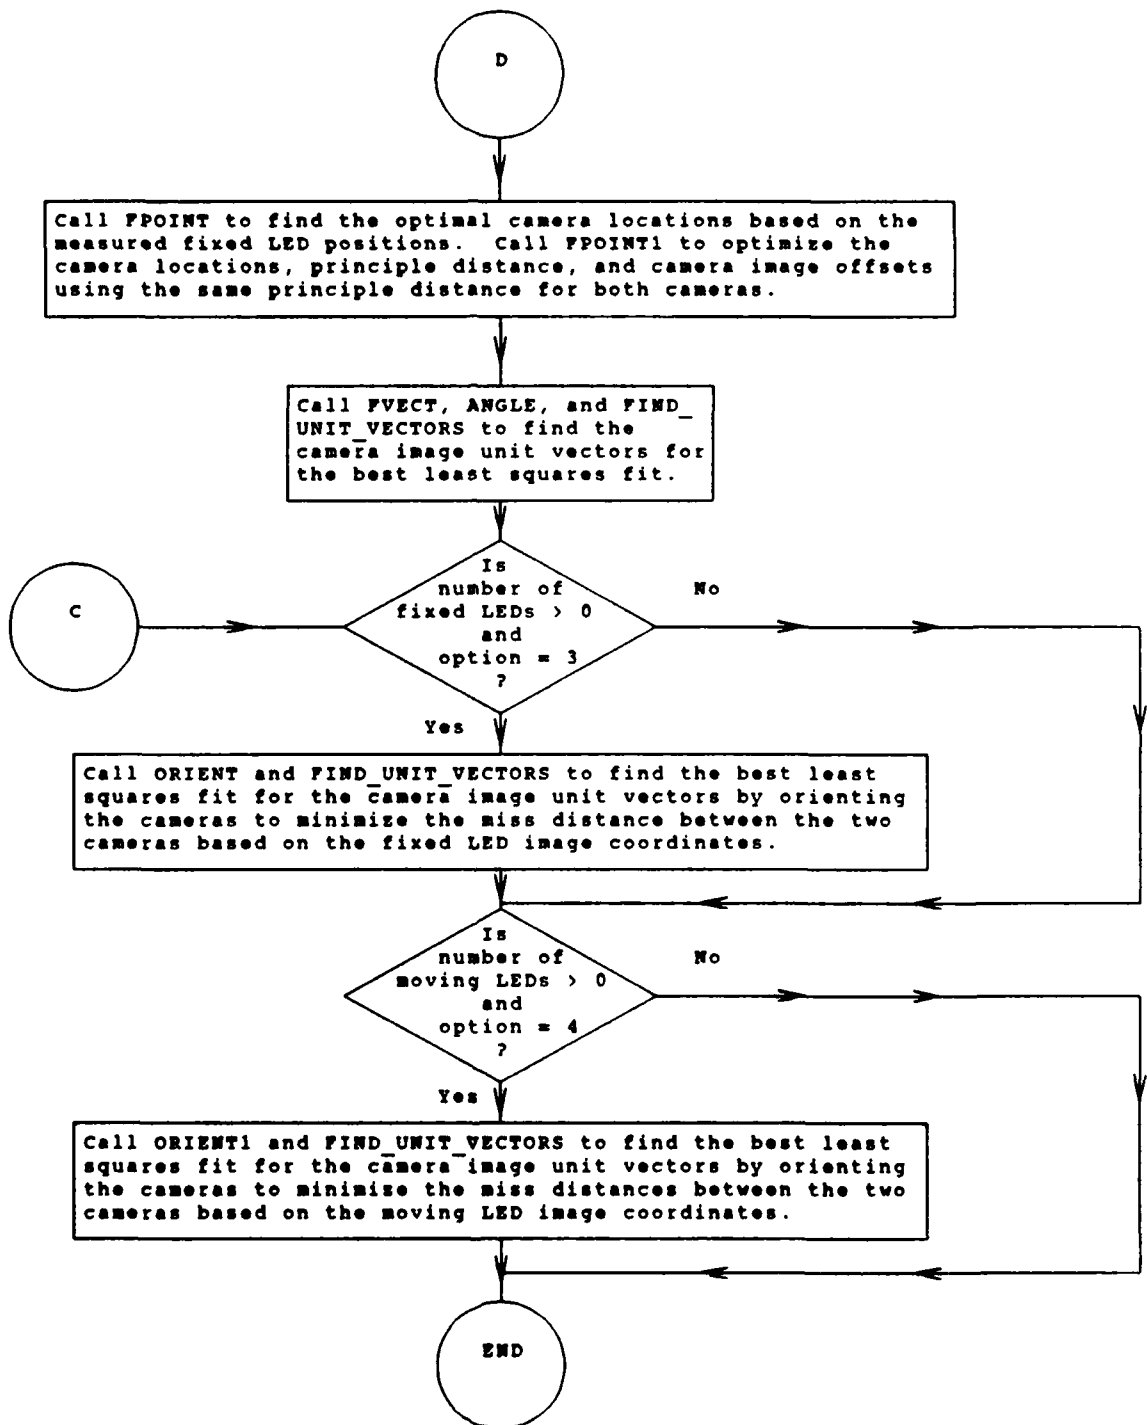 D
Call FPOINT to find the optimal camera locations based on the
measured fixed LED positions.  Call FPOINT1 to optimize the
camera locations, principle distance, and camera image offsets
using the same principle distance for both cameras.
Call FVECT, ANGLE, and FIND_
UNIT_VECTORS to find the
camera image unit vectors for
the best least squares fit.
C
Is
number of
fixed LEDs > 0
and
option = 3
?
No
Yes
Call ORIENT and FIND_UNIT_VECTORS to find the best least
squares fit for the camera image unit vectors by orienting
the cameras to minimize the miss distance between the two
cameras based on the fixed LED image coordinates.
Is
number of
moving LEDs > 0
and
option = 4
?
No
Yes
Call ORIENT1 and FIND_UNIT_VECTORS to find the best least
squares fit for the camera image unit vectors by orienting
the cameras to minimize the miss distances between the two
cameras based on the moving LED image coordinates.
END